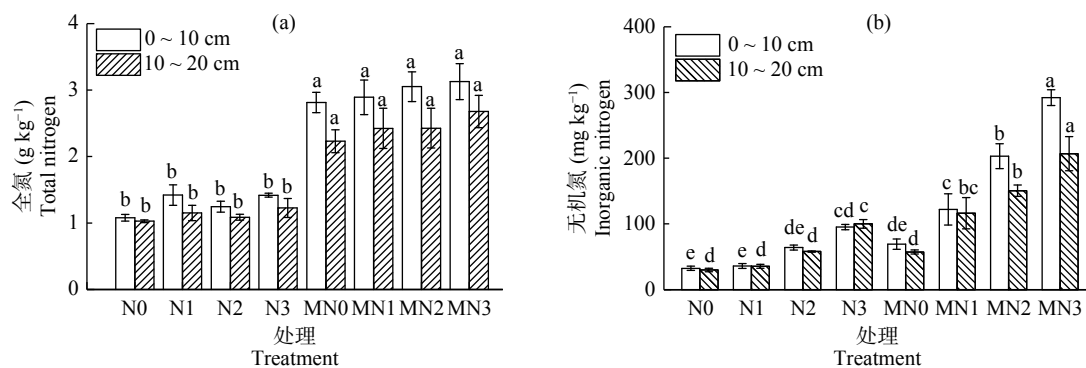 (a)
4
3
2
1
0
全氮 (g kg⁻¹)
Total nitrogen
0 ~ 10 cm
10 ~ 20 cm
b b b b b b b b a a a a a a a a
N0 N1 N2 N3 MN0 MN1 MN2 MN3
处理
Treatment
(b)
400
300
200
100
0
无机氮 (mg kg⁻¹)
Inorganic nitrogen
0 ~ 10 cm
10 ~ 20 cm
e d e d de d cd c de d c bc b b a a
N0 N1 N2 N3 MN0 MN1 MN2 MN3
处理
Treatment